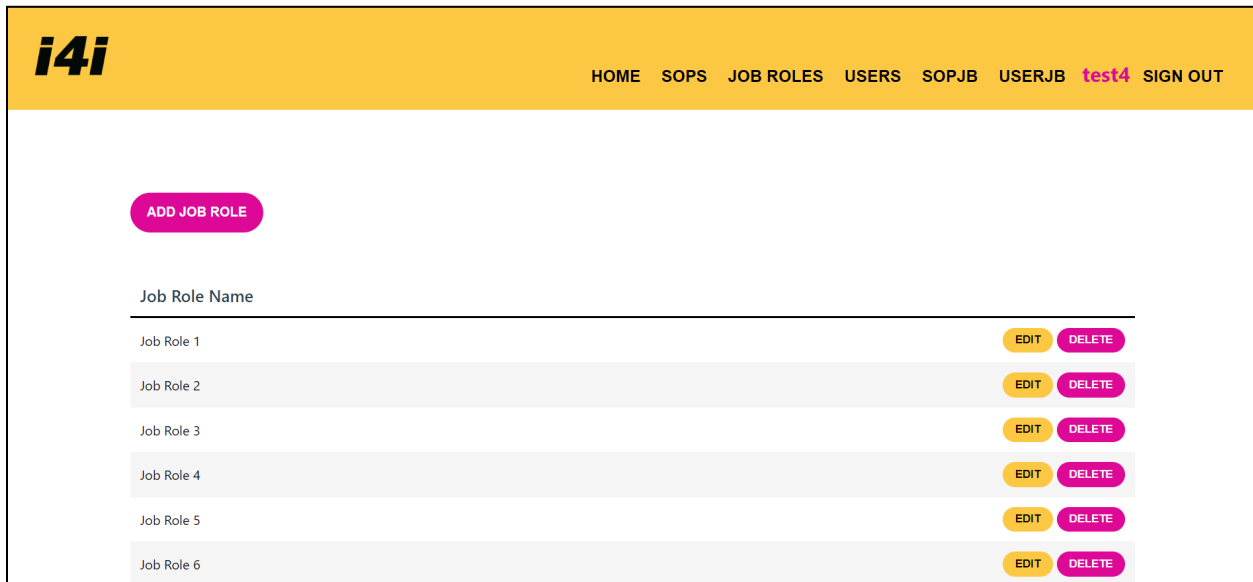 i4i
HOME SOPS JOB ROLES USERS SOPJB USERJB test4 SIGN OUT
ADD JOB ROLE
Job Role Name
Job Role 1 EDIT DELETE
Job Role 2 EDIT DELETE
Job Role 3 EDIT DELETE
Job Role 4 EDIT DELETE
Job Role 5 EDIT DELETE
Job Role 6 EDIT DELETE